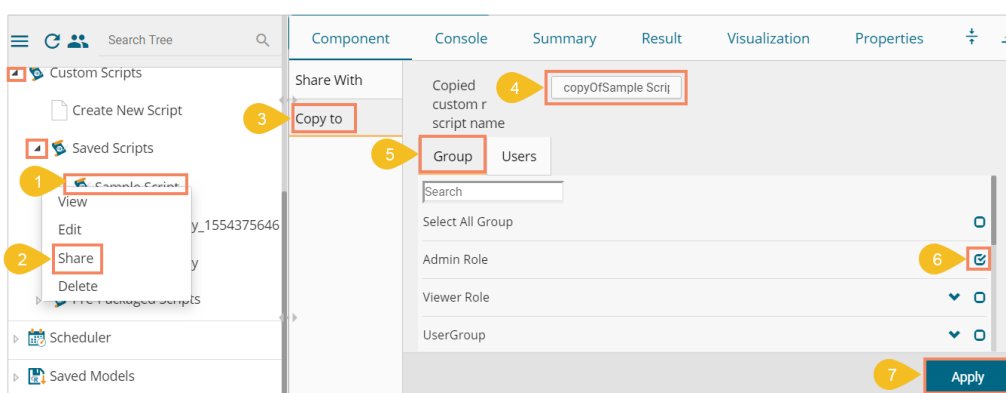 Search Tree
Component
Console
Summary
Result
Visualization
Properties
Custom Scripts
Create New Script
Saved Scripts
1
Sample Script
View
Edit
y_1554375646
2
Share
y
Delete
Scripts
Scheduler
Saved Models
Share With
3
Copy to
Copied
custom r
script name
4
copyOfSample Scrip
5
Group
Users
Search
Select All Group
Admin Role
6
Viewer Role
UserGroup
7
Apply